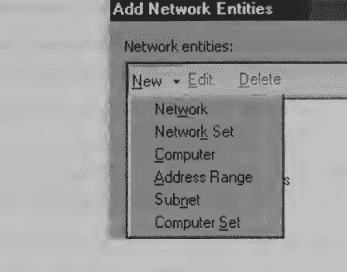 Add Network Entities
Network entities:
New Edit Delete
Network
Network Set
Computer
Address Range
Subnet
Computer Set